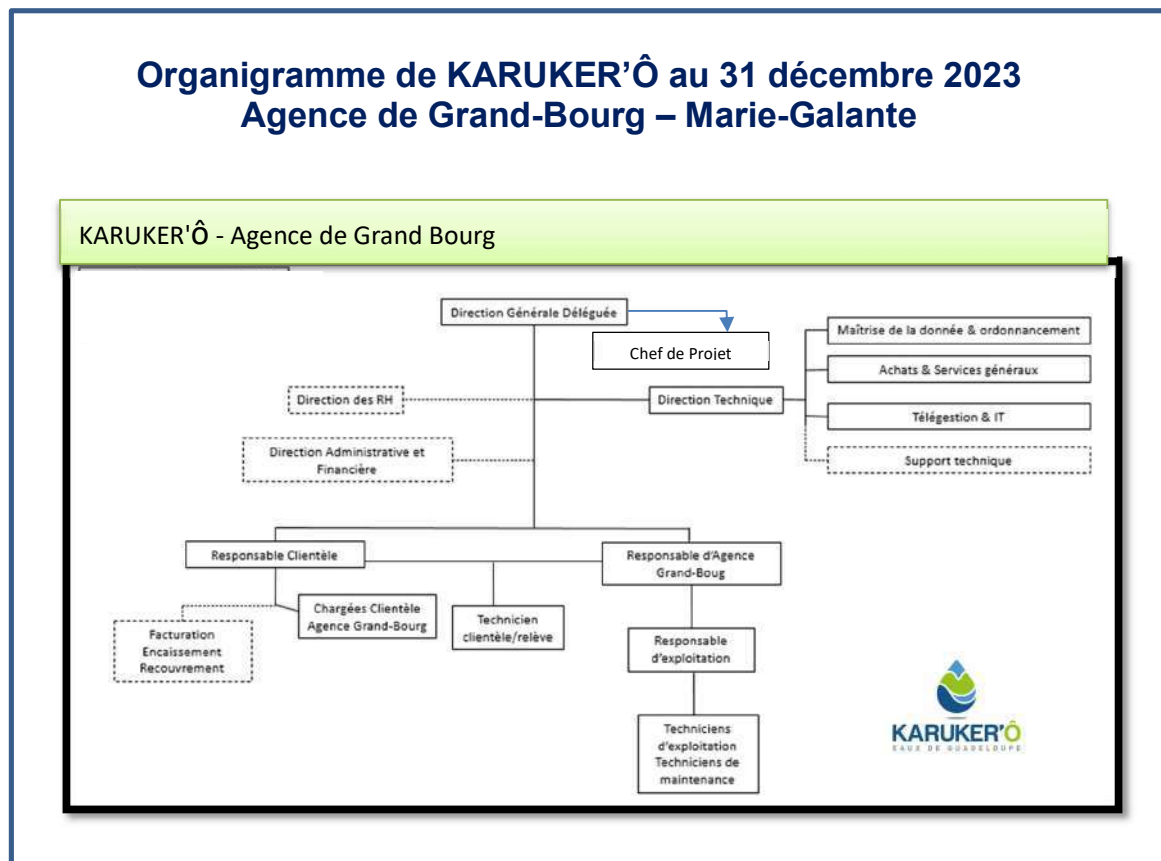 Organigramme de KARUKER'Ô au 31 décembre 2023
Agence de Grand-Bourg – Marie-Galante
KARUKER'Ô - Agence de Grand Bourg
Direction Générale Déléguée
Chef de Projet
Maîtrise de la donnée & ordonnancement
Achats & Services généraux
Direction des RH
Direction Technique
Télégestion & IT
Direction Administrative et
Financière
Support technique
Responsable Clientèle
Responsable d'Agence
Grand-Boug
Chargées Clientèle
Agence Grand-Bourg
Technicien
clientèle/relève
Facturation
Encaissement
Recouvrement
Responsable
d'exploitation
Techniciens
d'exploitation
Techniciens de
maintenance
KARUKER'Ô
EAUX DE GUADELOUPE